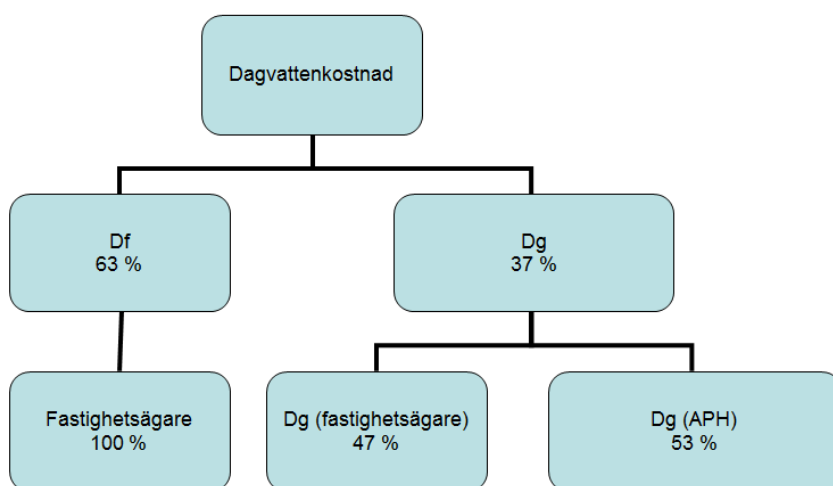 Dagvattenkostnad
Df
63 %
Dg
37 %
Fastighetsägare
100 %
Dg (fastighetsägare)
47 %
Dg (APH)
53 %